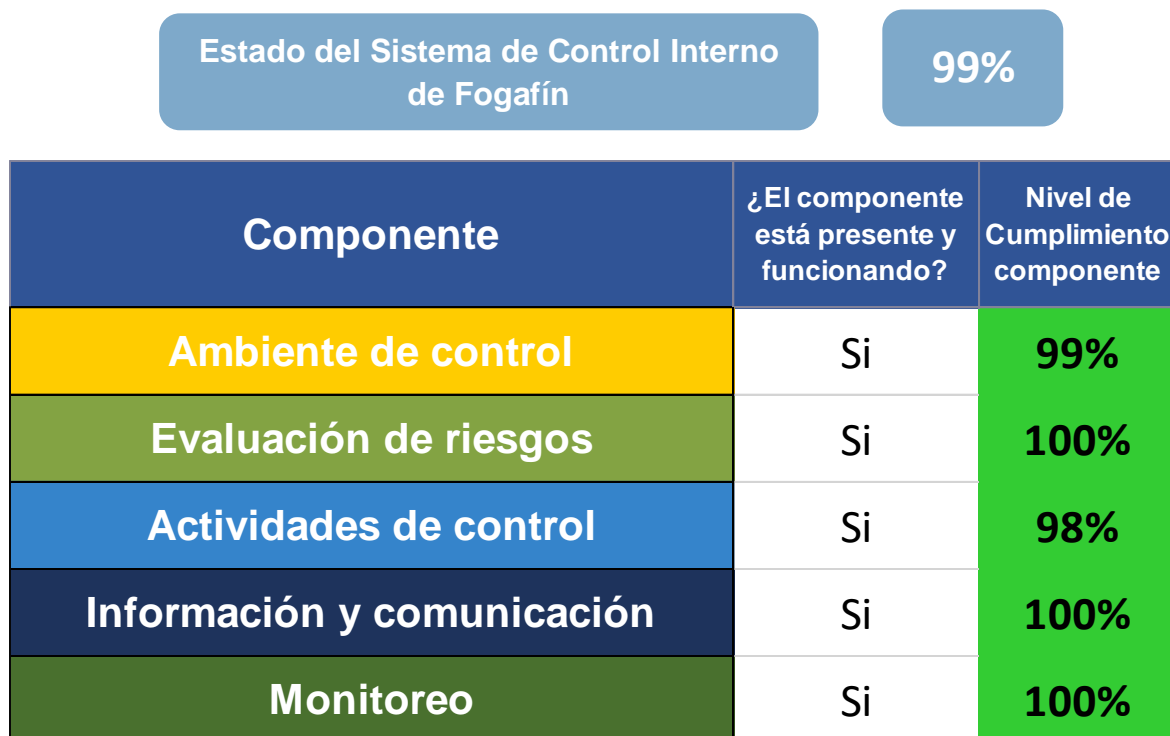 Estado del Sistema de Control Interno
de Fogafín
99%
Componente
¿El componente
está presente y
funcionando?
Nivel de
Cumplimiento
componente
Ambiente de control
Si
99%
Evaluación de riesgos
Si
100%
Actividades de control
Si
98%
Información y comunicación
Si
100%
Monitoreo
Si
100%